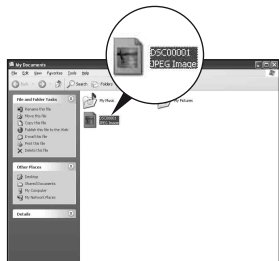 DSC00001
JPEG Image
My Documents
File Edit View Favorites Tools Help
Back
Search Folders
File and Folder Tasks
Rename this file
Move this file
Copy this file
Publish this file to the Web
E-mail this file
Print this file
Delete this file
Other Places
Desktop
Shared Documents
My Computer
My Network Places
Details
My Music
My Pictures
DSC00001
JPEG Image